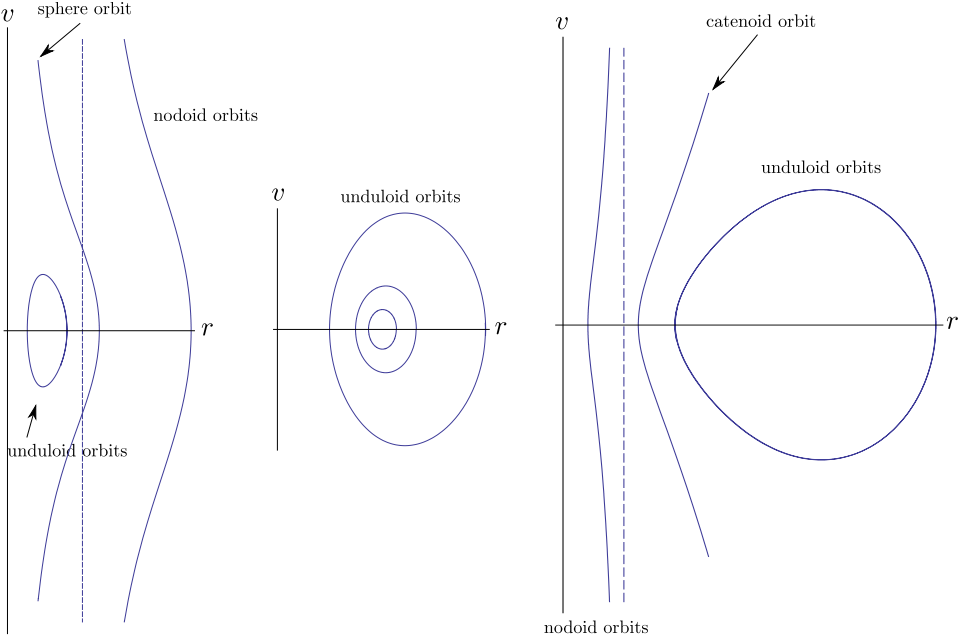 sphere orbit
v
nodoid orbits
r
unduloid orbits
v
unduloid orbits
r
v
catenoid orbit
unduloid orbits
r
nodoid orbits